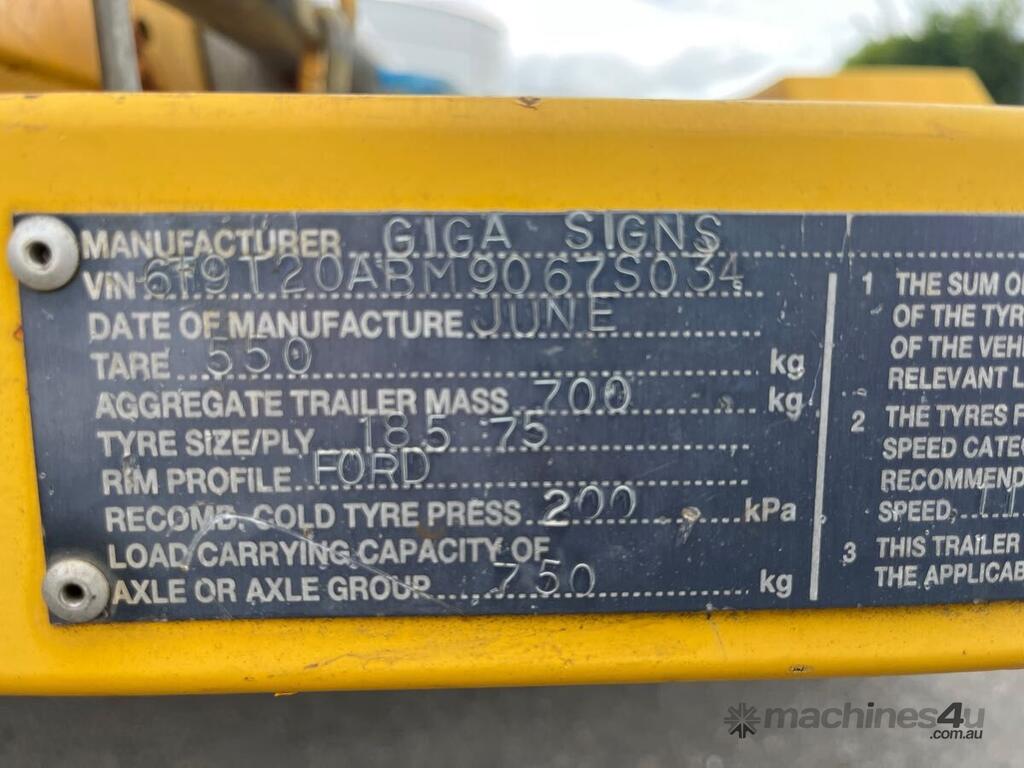 MANUFACTURER GIGA SIGNS
VIN 6T9T20ABM9067S034
DATE OF MANUFACTURE JUNE
TARE 550 kg
AGGREGATE TRAILER MASS 700 kg
TYRE SIZE/PLY 185 75
RIM PROFILE FORD
RECOMD. COLD TYRE PRESS 200 kPa
LOAD CARRYING CAPACITY OF
AXLE OR AXLE GROUP 750 kg
1 THE SUM O
OF THE TYR
OF THE VEH
RELEVANT L
2 THE TYRES F
SPEED CATE
RECOMMEND
SPEED 11
3 THIS TRAILER
THE APPLICAB
machines4u
.com.au